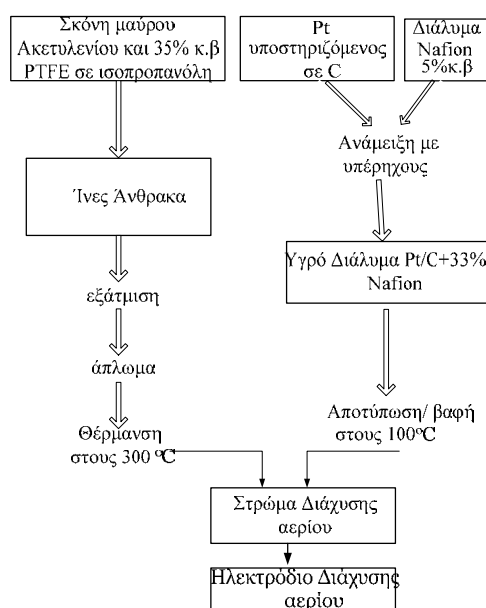 Σκόνη μαύρου
Ακετυλενίου και 35% κ.β
PTFE σε ισοπροπανόλη
Pt
υποστηριζόμενος
σε C
Διάλυμα
Nafion
5%κ.β
Ανάμειξη με
υπέρηχους
Ίνες Άνθρακα
Υγρό Διάλυμα Pt/C+33%
Nafion
εξάτμιση
άπλωμα
Θέρμανση
στους 300 °C
Αποτύπωση/ βαφή
στους 100°C
Στρώμα Διάχυσης
αερίου
Ηλεκτρόδιο Διάχυσης
αερίου